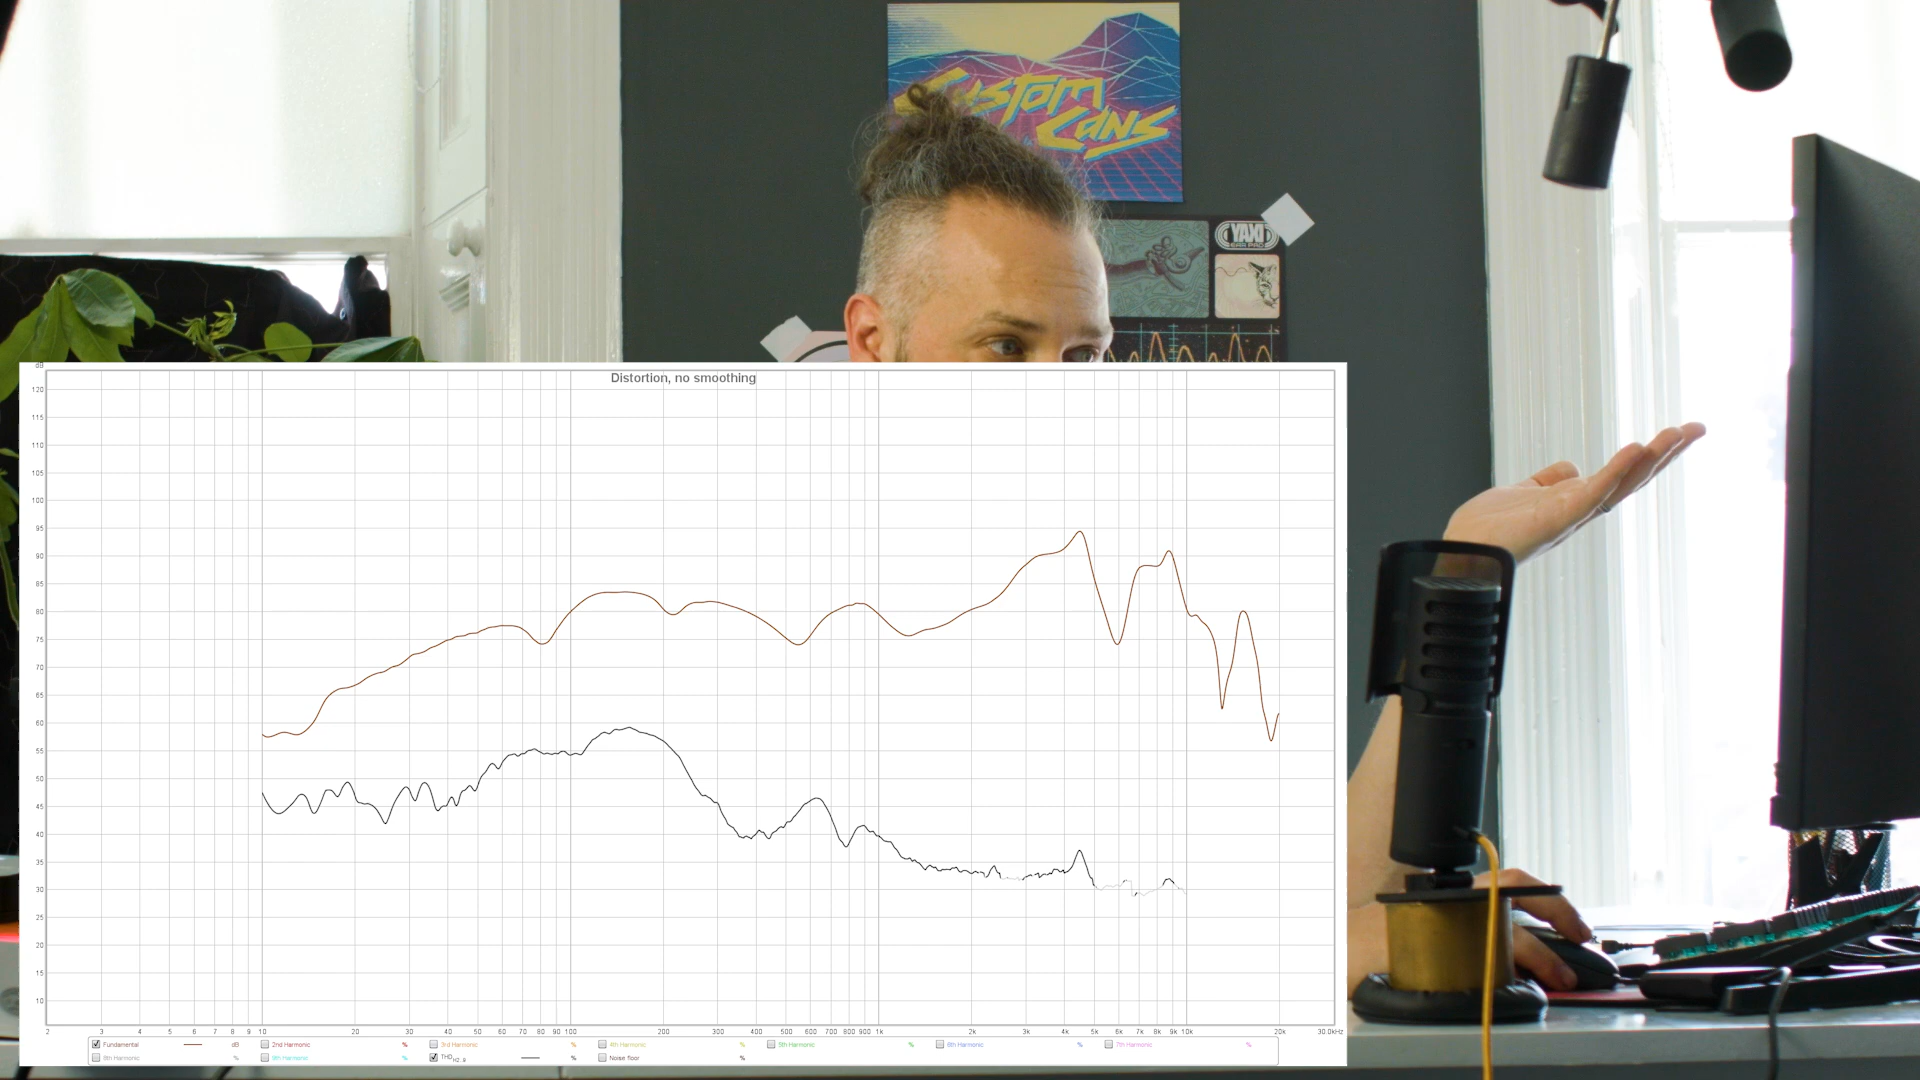 Custom
Cans
YAXI
EAR PADS
dB
Distortion, no smoothing
120
115
110
105
100
95
90
85
80
75
70
65
60
55
50
45
40
35
30
25
20
15
10
2 3 4 5 6 7 8 9 10 20 30 40 50 60 70 80 90 100 200 300 400 500 600 700 800 900 1k 2k 3k 4k 5k 6k 7k 8k 9k 10k 20k 30.0kHz
Fundamental dB 2nd Harmonic % 3rd Harmonic % 4th Harmonic % 5th Harmonic % 6th Harmonic % 7th Harmonic %
8th Harmonic % 9th Harmonic % THD % Noise floor %